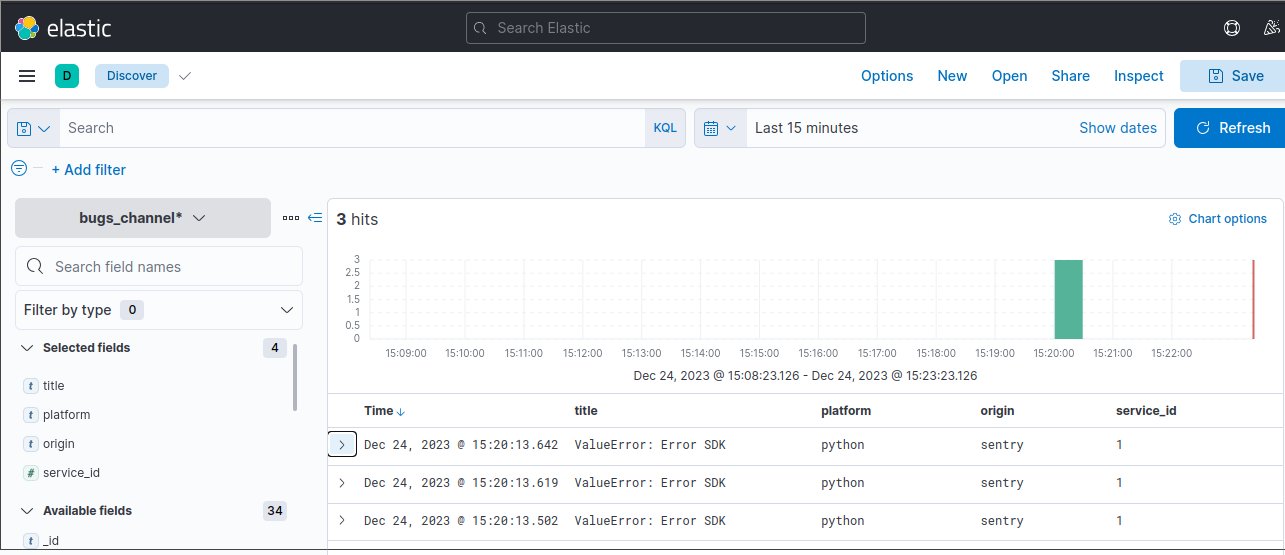 elastic
Search Elastic
D
Discover
Options
New
Open
Share
Inspect
Save
Search
KQL
Last 15 minutes
Show dates
Refresh
+ Add filter
bugs_channel*
Search field names
Filter by type 0
Selected fields 4
t title
t platform
t origin
# service_id
Available fields 34
t _id
3 hits
Chart options
3
2.5
2
1.5
1
0.5
0
15:09:00 15:10:00 15:11:00 15:12:00 15:13:00 15:14:00 15:15:00 15:16:00 15:17:00 15:18:00 15:19:00 15:20:00 15:21:00 15:22:00
Dec 24, 2023 @ 15:08:23.126 - Dec 24, 2023 @ 15:23:23.126
Time title platform origin service_id
Dec 24, 2023 @ 15:20:13.642 ValueError: Error SDK python sentry 1
Dec 24, 2023 @ 15:20:13.619 ValueError: Error SDK python sentry 1
Dec 24, 2023 @ 15:20:13.502 ValueError: Error SDK python sentry 1